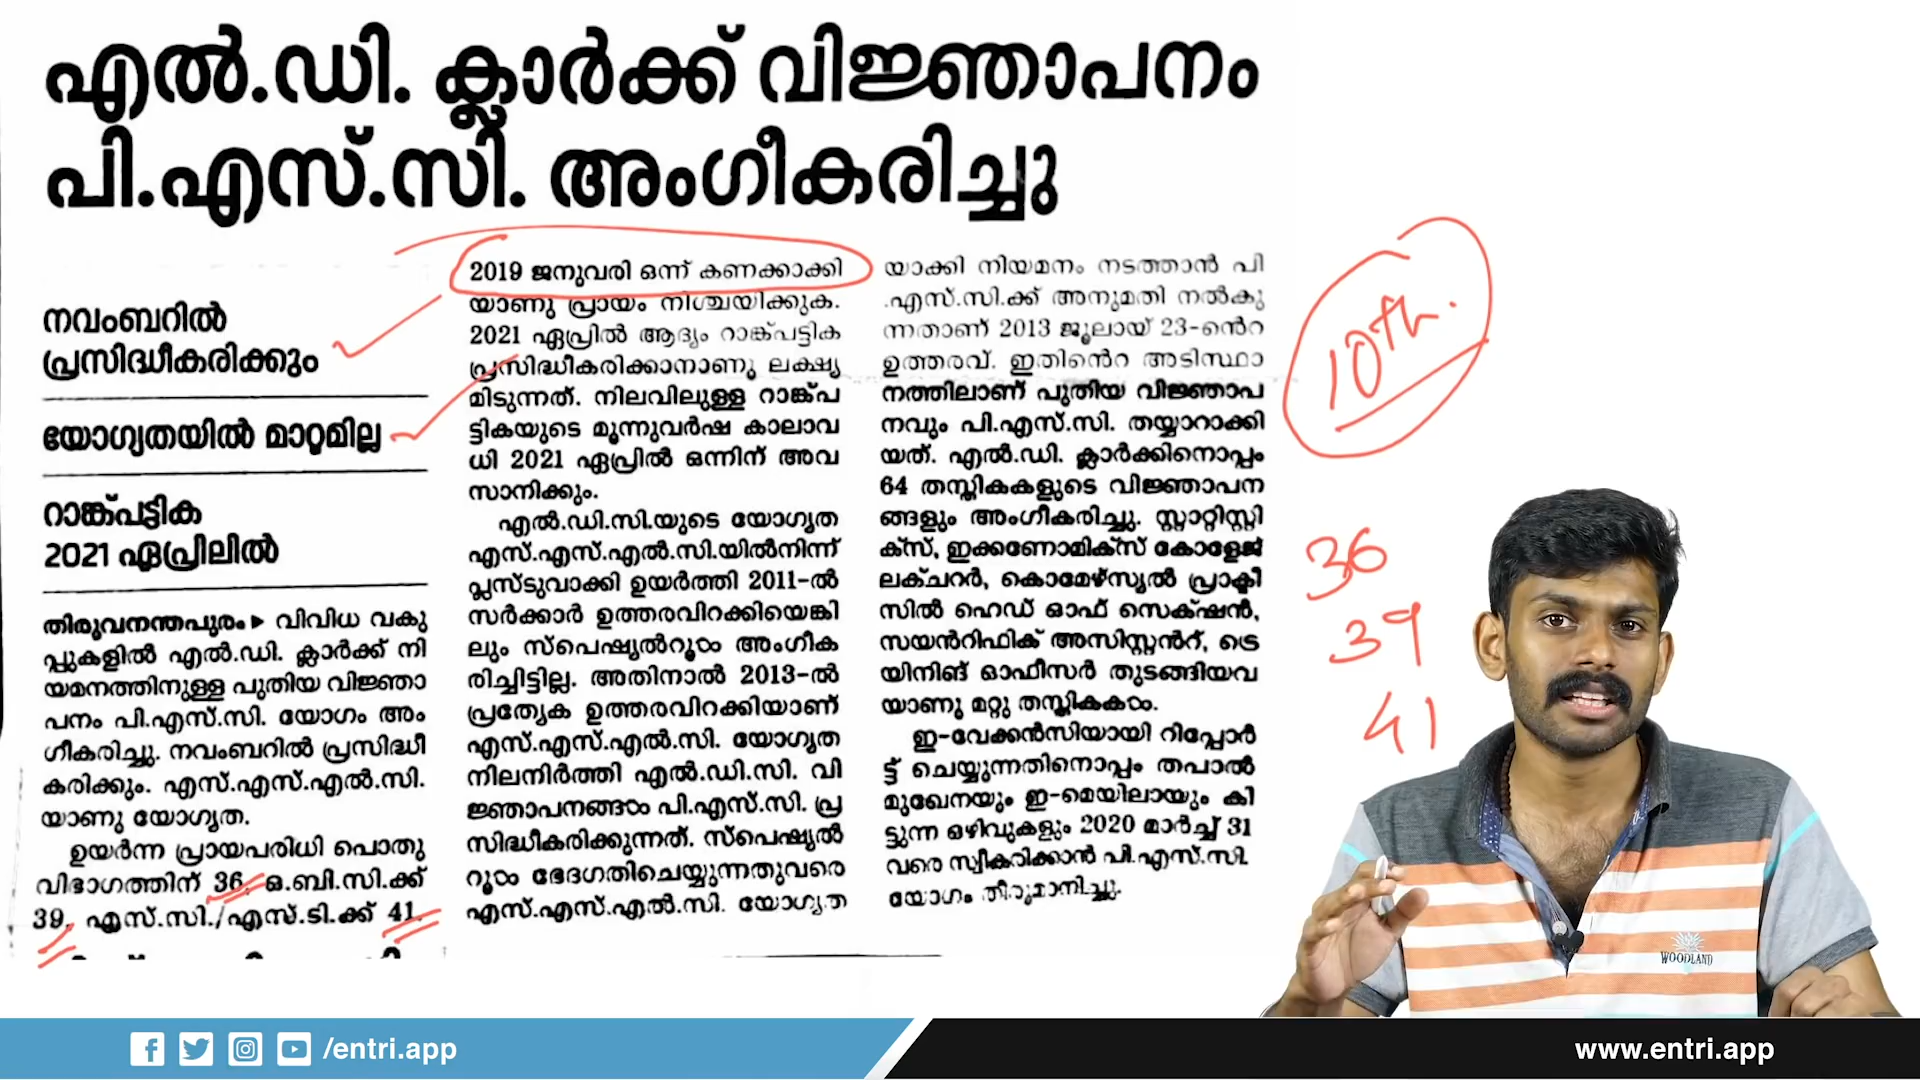 എൽ.ഡി. ക്ലാർക്ക് വിജ്ഞാപനം
പി.എസ്.സി. അംഗീകരിച്ചു
നവംബറിൽ
പ്രസിദ്ധീകരിക്കും
യോഗ്യതയിൽ മാറ്റമില്ല
റാങ്ക്പട്ടിക
2021 ഏപ്രിലിൽ
തിരുവനന്തപുരം ▸ വിവിധ വകു
പ്പുകളിൽ എൽ.ഡി. ക്ലാർക്ക് നി
യമനത്തിനുള്ള പുതിയ വിജ്ഞാ
പനം പി.എസ്.സി. യോഗം അം
ഗീകരിച്ചു. നവംബറിൽ പ്രസിദ്ധീ
കരിക്കും. എസ്.എസ്.എൽ.സി.
യാണു യോഗ്യത.
ഉയർന്ന പ്രായപരിധി പൊതു
വിഭാഗത്തിന് 36. ഒ.ബി.സി.ക്ക്
39. എസ്.സി./എസ്.ടി.ക്ക് 41.
2019 ജനുവരി ഒന്ന് കണക്കാക്കി
യാണു പ്രായം നിശ്ചയിക്കുക.
2021 ഏപ്രിൽ ആദ്യം റാങ്ക്പട്ടിക
പ്രസിദ്ധീകരിക്കാനാണു ലക്ഷ്യ
മിടുന്നത്. നിലവിലുള്ള റാങ്ക്പ
ട്ടികയുടെ മൂന്നുവർഷ കാലാവ
ധി 2021 ഏപ്രിൽ ഒന്നിന് അവ
സാനിക്കും.
എൽ.ഡി.സി.യുടെ യോഗ്യത
എസ്.എസ്.എൽ.സി.യിൽനിന്ന്
പ്ലസ്ടുവാക്കി ഉയർത്തി 2011-ൽ
സർക്കാർ ഉത്തരവിറക്കിയെങ്കി
ലും സ്പെഷ്യൽറൂൾ അംഗീക
രിച്ചിട്ടില്ല. അതിനാൽ 2013-ൽ
പ്രത്യേക ഉത്തരവിറക്കിയാണ്
എസ്.എസ്.എൽ.സി. യോഗ്യത
നിലനിർത്തി എൽ.ഡി.സി. വി
ജ്ഞാപനങ്ങൾ പി.എസ്.സി. പ്ര
സിദ്ധീകരിക്കുന്നത്. സ്പെഷ്യൽ
റൂൾ ഭേദഗതിചെയ്യുന്നതുവരെ
എസ്.എസ്.എൽ.സി. യോഗ്യത
യാക്കി നിയമനം നടത്താൻ പി
.എസ്.സി.ക്ക് അനുമതി നൽകു
ന്നതാണ് 2013 ജൂലായ് 23-ന്റെ
ഉത്തരവ്. ഇതിന്റെ അടിസ്ഥാ
നത്തിലാണ് പുതിയ വിജ്ഞാപ
നവും പി.എസ്.സി. തയ്യാറാക്കി
യത്. എൽ.ഡി. ക്ലാർക്കിനൊപ്പം
64 തസ്തികകളുടെ വിജ്ഞാപന
ങ്ങളും അംഗീകരിച്ചു. സ്റ്റാറ്റിസ്റ്റി
ക്സ്, ഇക്കണോമിക്സ് കോളേജ്
ലക്ചറർ, കൊമേഴ്സ്യൽ പ്രാക്ടീ
സിൽ ഹെഡ് ഓഫ് സെക്ഷൻ,
സയന്റിഫിക് അസിസ്റ്റന്റ്, ട്രെ
യിനിങ് ഓഫീസർ തുടങ്ങിയവ
യാണു മറ്റു തസ്തികകൾ.
ഇ-വേക്കൻസിയായി റിപ്പോർ
ട്ട് ചെയ്യുന്നതിനൊപ്പം തപാൽ
മുഖേനയും ഇ-മെയിലായും കി
ട്ടുന്ന ഒഴിവുകളും 2020 മാർച്ച് 31
വരെ സ്വീകരിക്കാൻ പി.എസ്.സി.
യോഗം തീരുമാനിച്ചു.
10th.
36
39
41
WOODLAND
/entri.app
www.entri.app